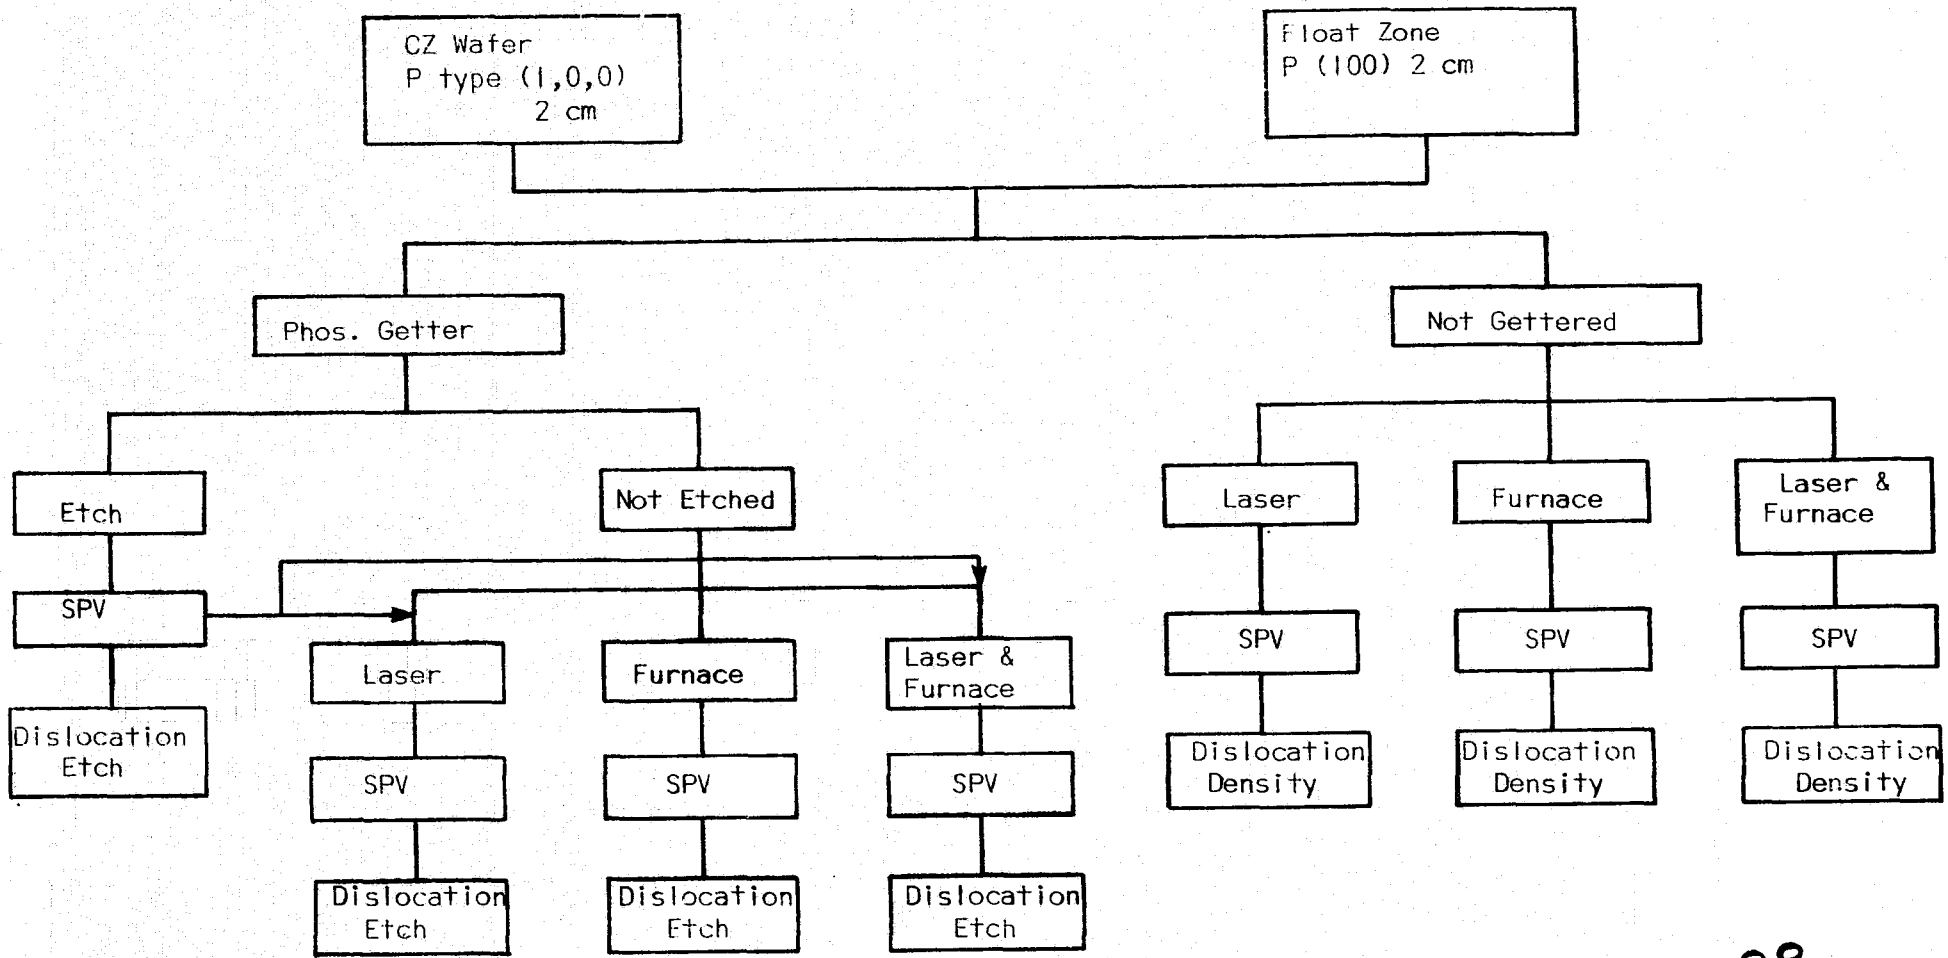 CZ Wafer
P type (1,0,0)
2 cm
Float Zone
P (100) 2 cm
Phos. Getter
Not Gettered
Etch
Not Etched
Laser
Furnace
Laser &
Furnace
SPV
SPV
SPV
SPV
Laser
Furnace
Laser &
Furnace
Dislocation
Etch
Dislocation
Density
Dislocation
Density
Dislocation
Density
SPV
SPV
SPV
Dislocation
Etch
Dislocation
Etch
Dislocation
Etch